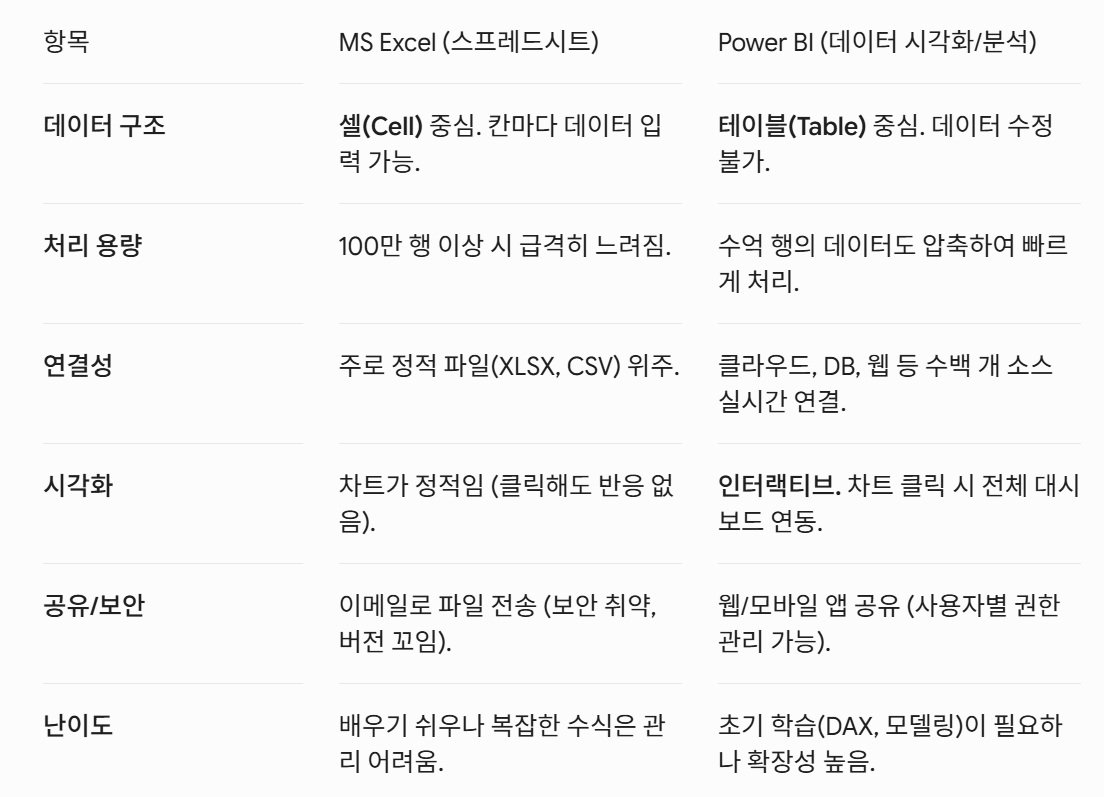 항목
MS Excel (스프레드시트)
Power BI (데이터 시각화/분석)
데이터 구조
셀(Cell) 중심. 칸마다 데이터 입
력 가능.
테이블(Table) 중심. 데이터 수정
불가.
처리 용량
100만 행 이상 시 급격히 느려짐.
수억 행의 데이터도 압축하여 빠르
게 처리.
연결성
주로 정적 파일(XLSX, CSV) 위주.
클라우드, DB, 웹 등 수백 개 소스
실시간 연결.
시각화
차트가 정적임 (클릭해도 반응 없
음).
인터랙티브. 차트 클릭 시 전체 대시
보드 연동.
공유/보안
이메일로 파일 전송 (보안 취약,
버전 꼬임).
웹/모바일 앱 공유 (사용자별 권한
관리 가능).
난이도
배우기 쉬우나 복잡한 수식은 관
리 어려움.
초기 학습(DAX, 모델링)이 필요하
나 확장성 높음.